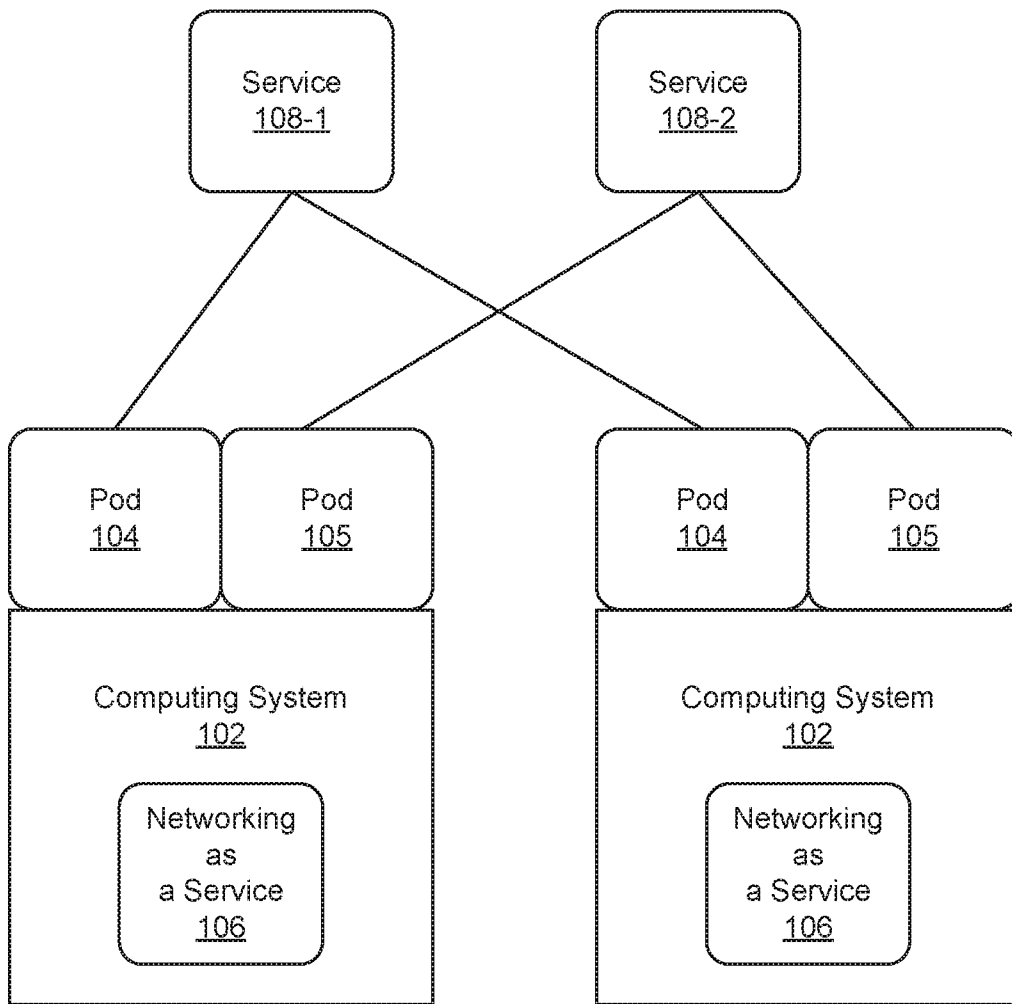 Service
108-1
Service
108-2
Pod
104
Pod
105
Pod
104
Pod
105
Computing System
102
Computing System
102
Networking
as
a Service
106
Networking
as
a Service
106